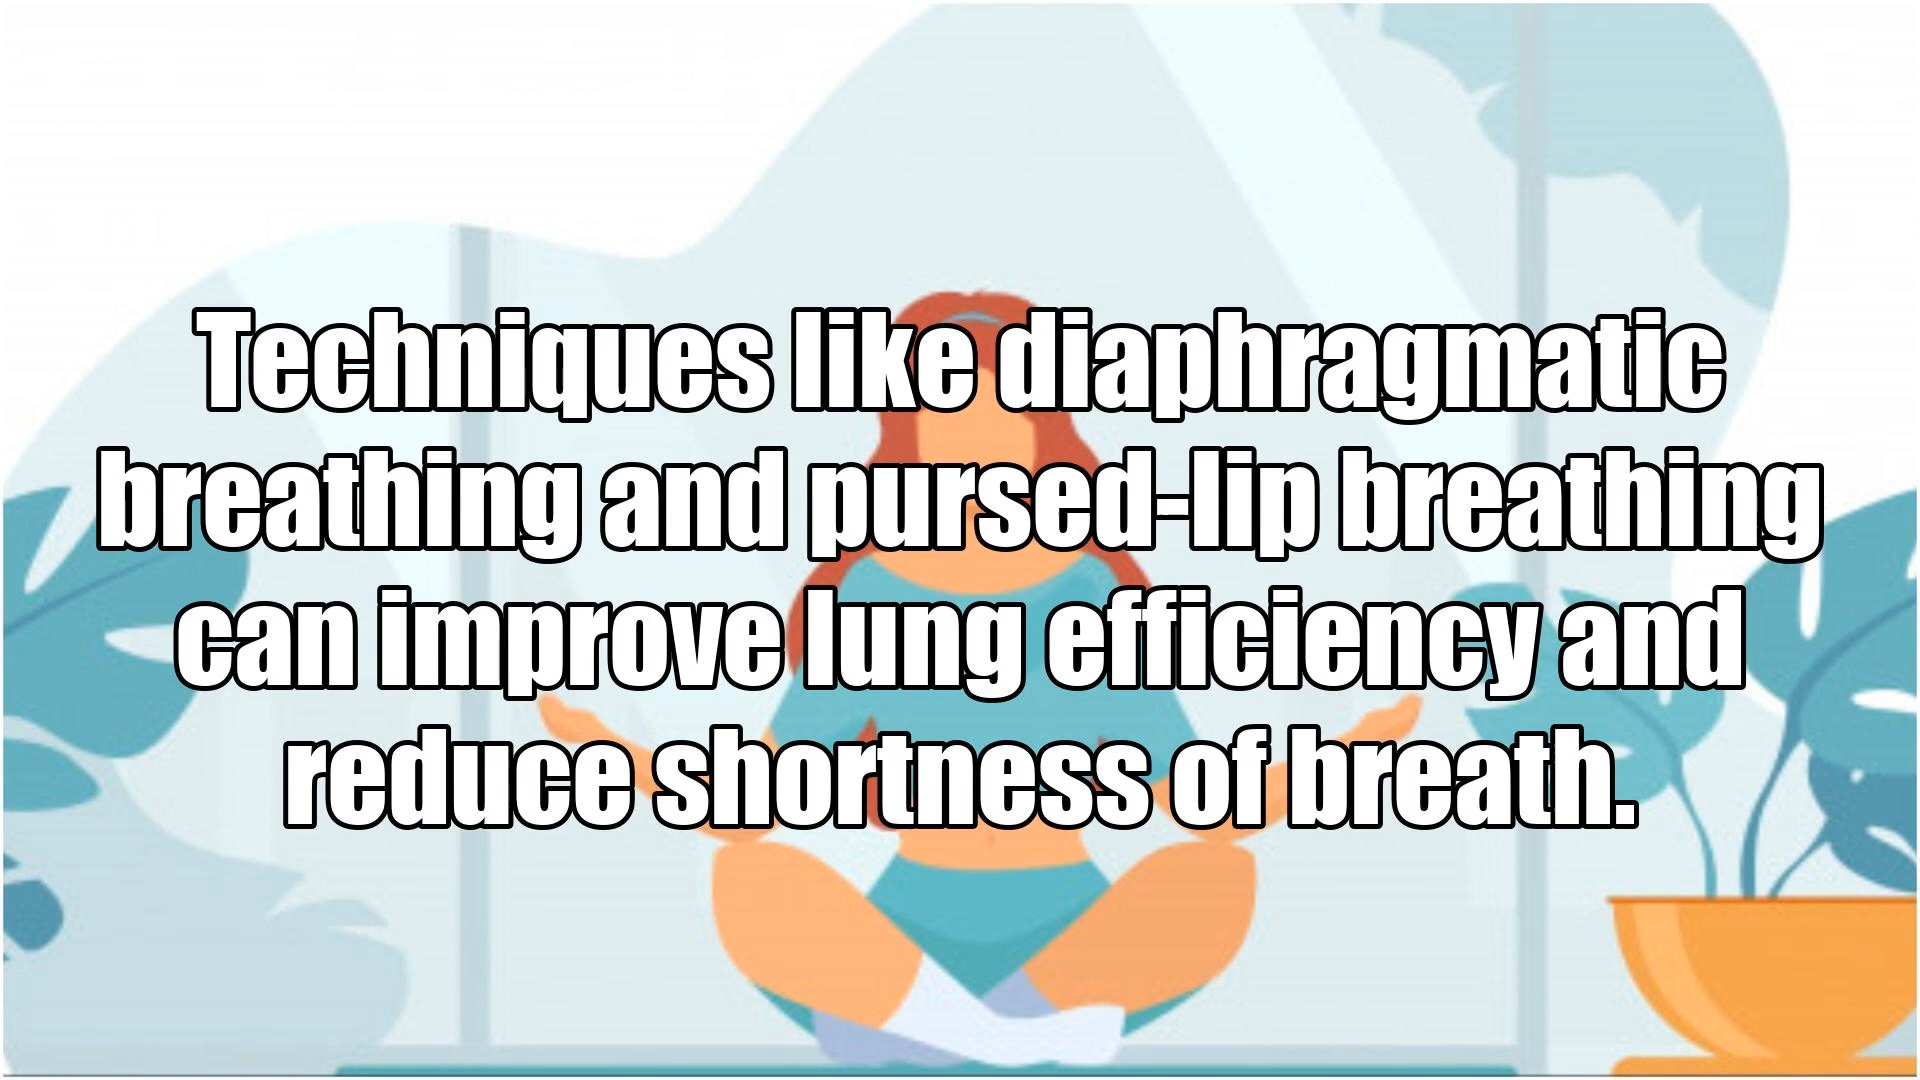 Techniques like diaphragmatic
breathing and pursed-lip breathing
can improve lung efficiency and
reduce shortness of breath.